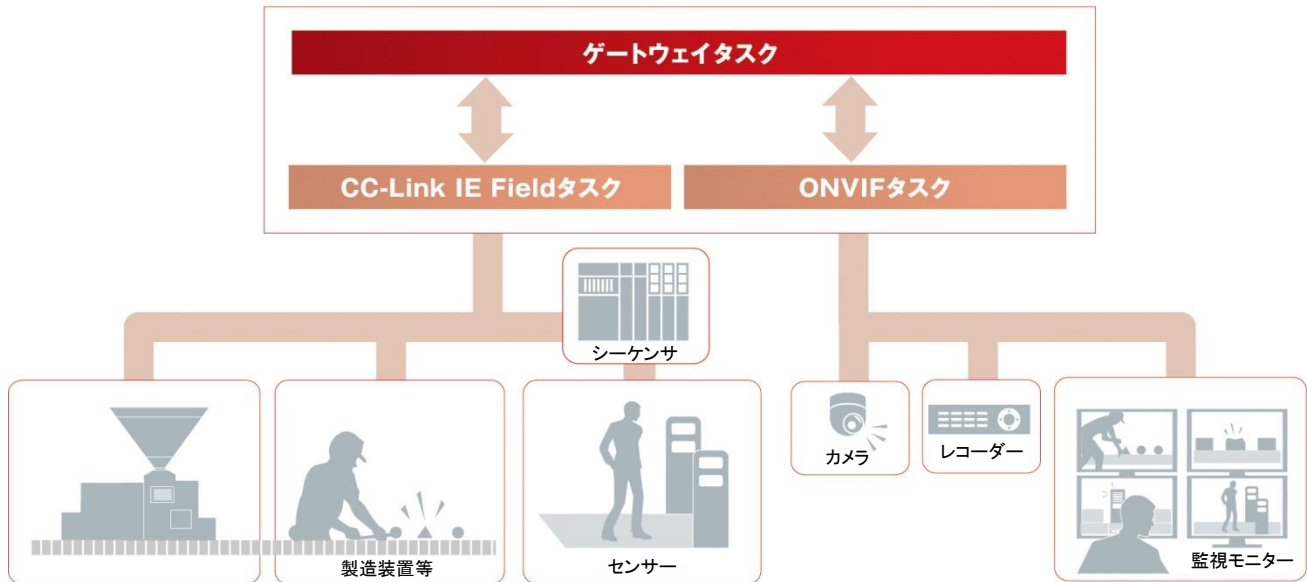 ゲートウェイタスク
CC-Link IE Fieldタスク
ONVIFタスク
シーケンサ
カメラ
レコーダー
製造装置等
センサー
監視モニター